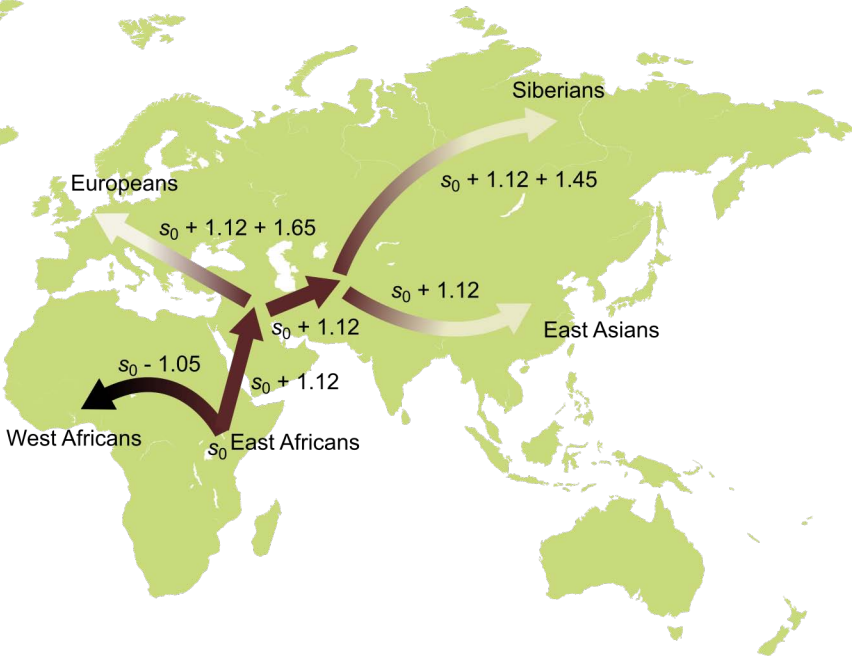 Siberians
Europeans
s₀ + 1.12 + 1.45
s₀ + 1.12 + 1.65
s₀ + 1.12
s₀ + 1.12
East Asians
s₀ - 1.05
s₀ + 1.12
West Africans
s₀ East Africans